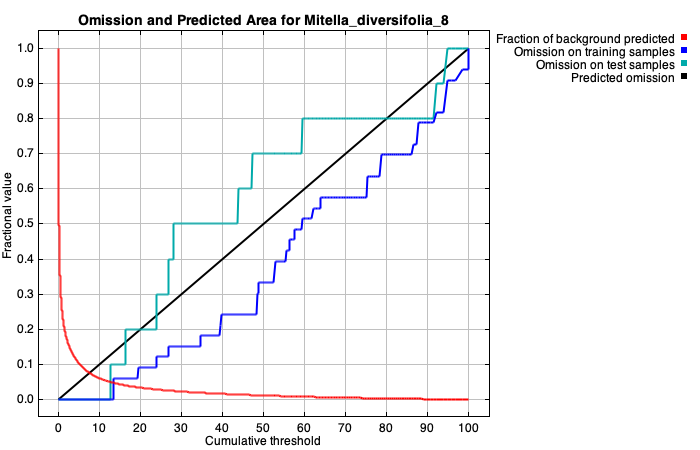 Omission and Predicted Area for Mitella_diversifolia_8
Fraction of background predicted
Omission on training samples
Omission on test samples
Predicted omission
Fractional value
1.0
0.9
0.8
0.7
0.6
0.5
0.4
0.3
0.2
0.1
0.0
0 10 20 30 40 50 60 70 80 90 100
Cumulative threshold